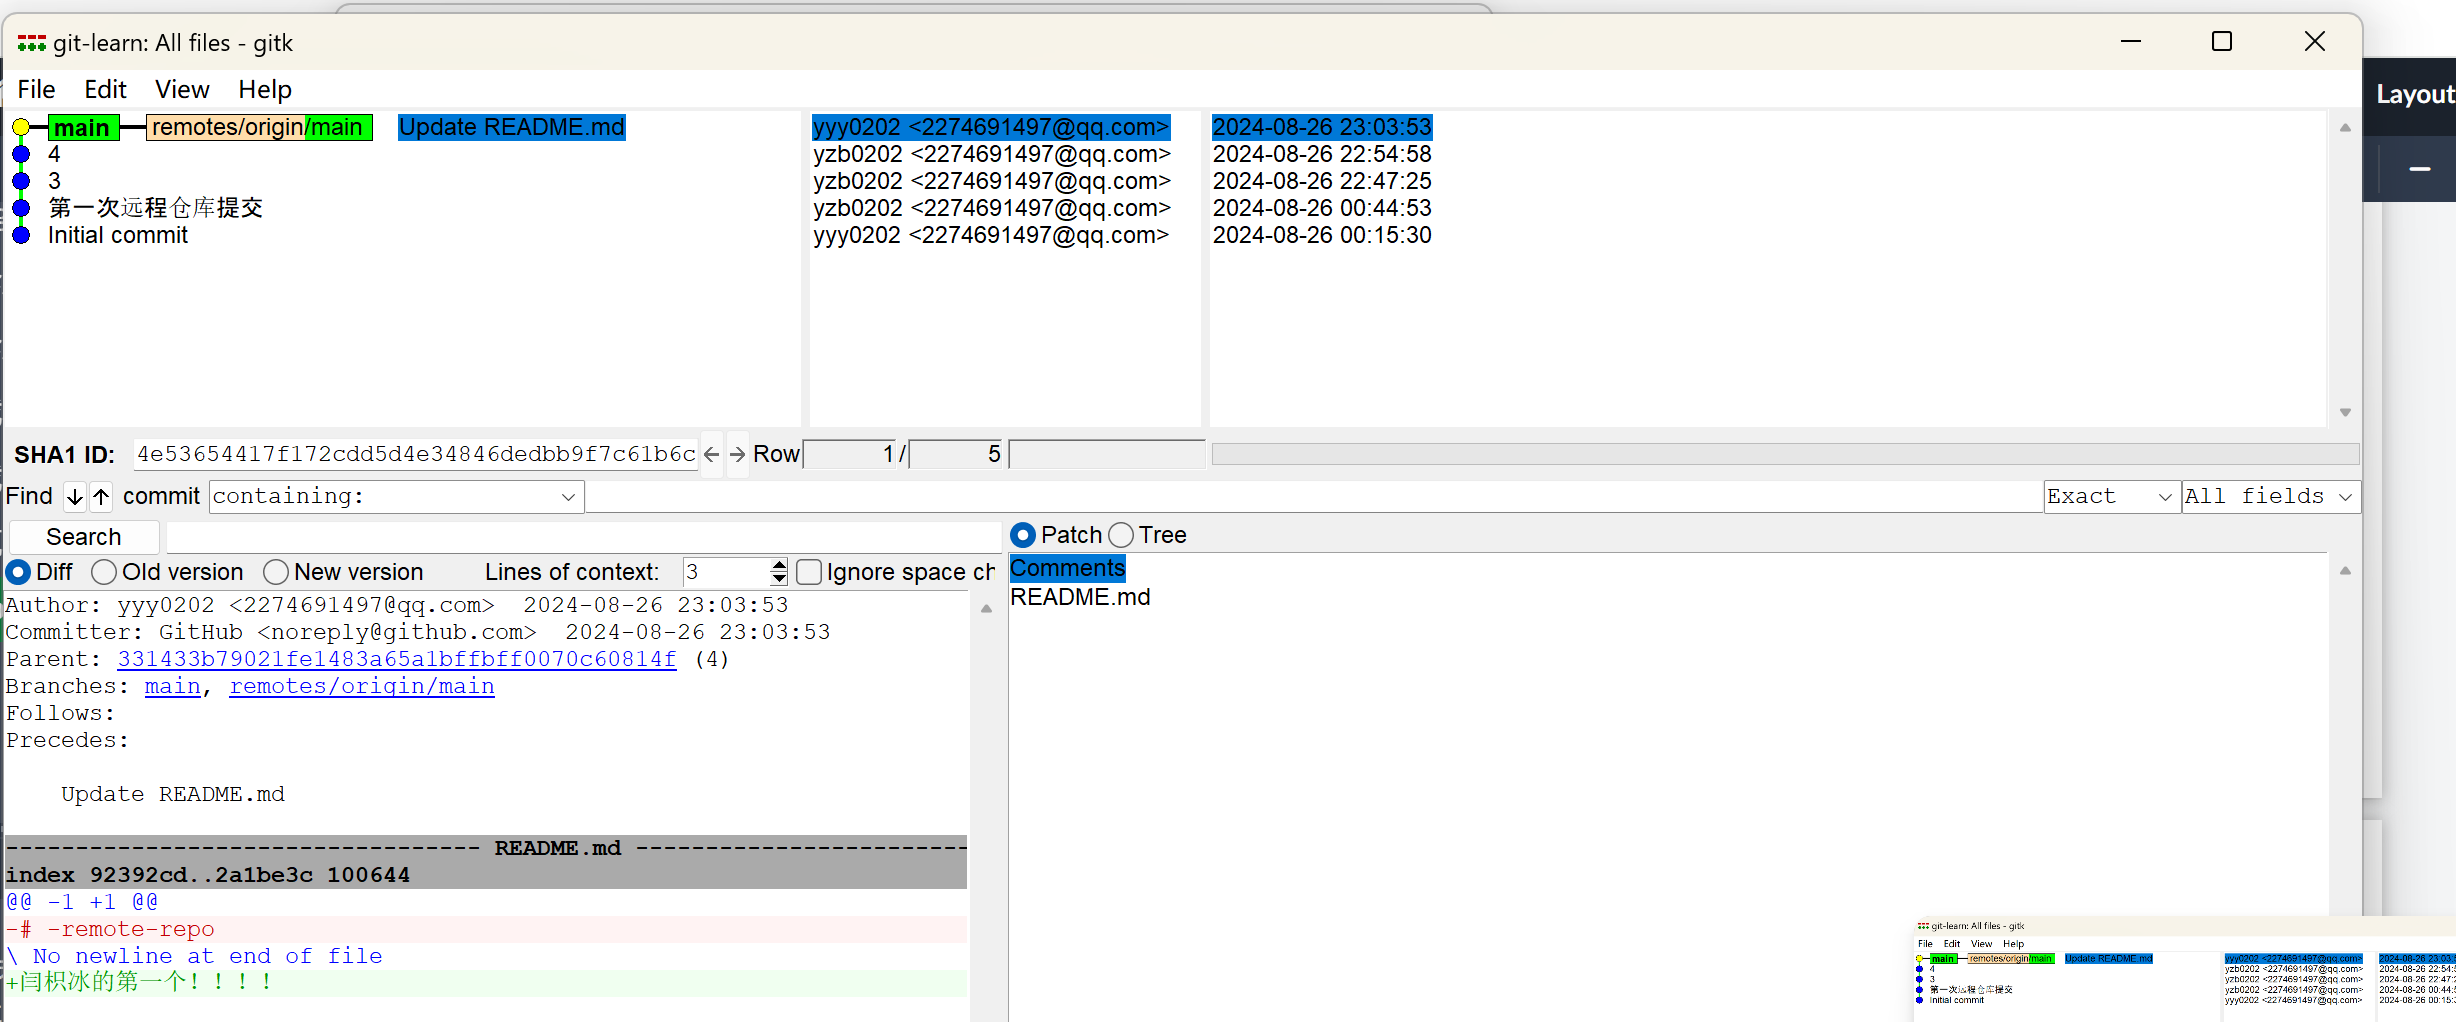 git-learn: All files - gitk
File Edit View Help
Layout
main remotes/origin/main Update README.md yyy0202 <2274691497@qq.com> 2024-08-26 23:03:53
4 yzb0202 <2274691497@qq.com> 2024-08-26 22:54:58
3 yzb0202 <2274691497@qq.com> 2024-08-26 22:47:25
第一次远程仓库提交 yzb0202 <2274691497@qq.com> 2024-08-26 00:44:53
Initial commit yyy0202 <2274691497@qq.com> 2024-08-26 00:15:30
SHA1 ID: 4e53654417f172cdd5d4e34846dedbb9f7c61b6c ← → Row 1 / 5
Find ↓ ↑ commit containing: Exact All fields
Search
Patch Tree
Diff Old version New version Lines of context: 3 Ignore space ch
Comments
README.md
Author: yyy0202 <2274691497@qq.com> 2024-08-26 23:03:53
Committer: GitHub <noreply@github.com> 2024-08-26 23:03:53
Parent: 331433b79021fe1483a65a1bffbff0070c60814f (4)
Branches: main, remotes/origin/main
Follows:
Precedes:
Update README.md
---------------------------------- README.md ------------------------
index 92392cd..2a1be3c 100644
@@ -1 +1 @@
-# -remote-repo
\ No newline at end of file
+闫枳冰的第一个！！！！
git-learn: All files - gitk
File Edit View Help
main remotes/origin/main Update README.md yyy0202 <2274691497@qq.com> 2024-08-26 23:03:5
4 yzb0202 <2274691497@qq.com> 2024-08-26 22:54:5
3 yzb0202 <2274691497@qq.com> 2024-08-26 22:47:2
第一次远程仓库提交 yzb0202 <2274691497@qq.com> 2024-08-26 00:44:5
Initial commit yyy0202 <2274691497@qq.com> 2024-08-26 00:15:3